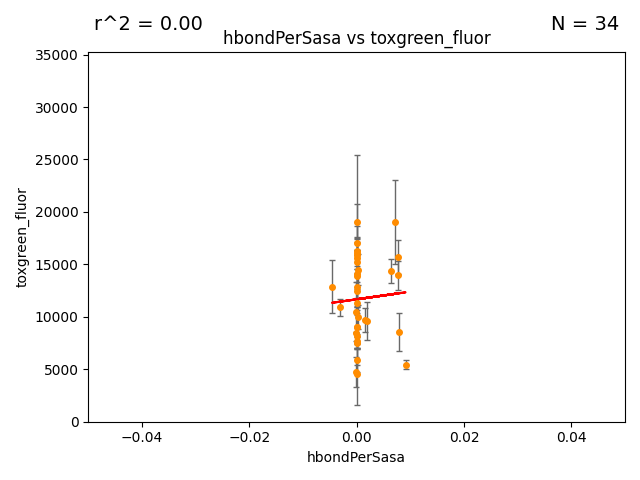 r^2 = 0.00
N = 34
hbondPerSasa vs toxgreen_fluor
35000
30000
25000
20000
15000
10000
5000
0
toxgreen_fluor
−0.04
−0.02
0.00
0.02
0.04
hbondPerSasa